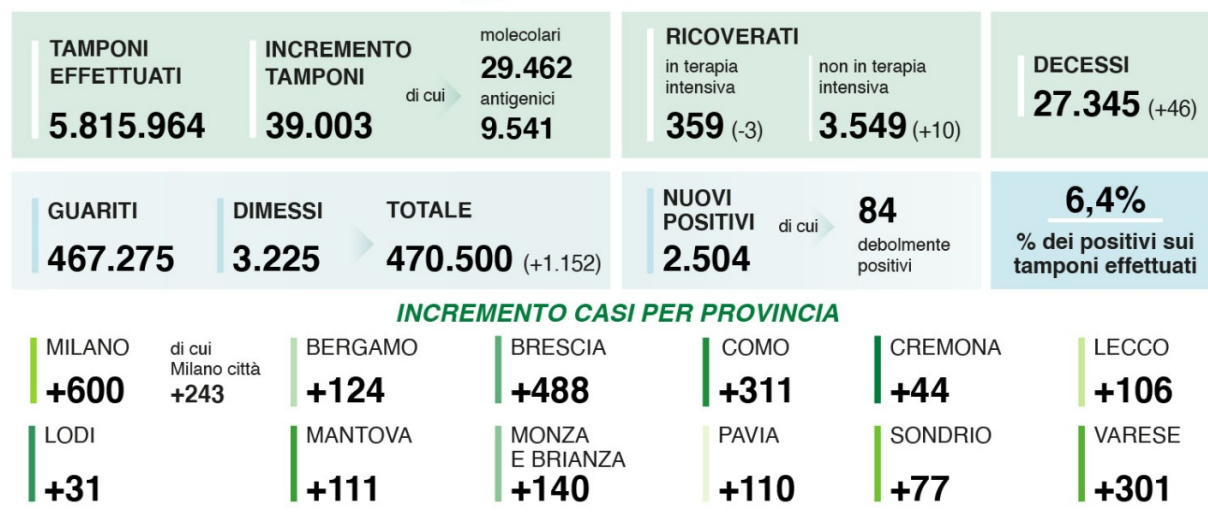 TAMPONI
EFFETTUATI
5.815.964
INCREMENTO
TAMPONI
39.003
di cui
molecolari
29.462
antigenici
9.541
RICOVERATI
in terapia
intensiva
359 (-3)
non in terapia
intensiva
3.549 (+10)
DECESSI
27.345 (+46)
GUARITI
467.275
DIMESSI
3.225
TOTALE
470.500 (+1.152)
NUOVI
POSITIVI
2.504
di cui
84
debolmente
positivi
6,4%
% dei positivi sui
tamponi effettuati
INCREMENTO CASI PER PROVINCIA
MILANO
+600
di cui
Milano città
+243
BERGAMO
+124
BRESCIA
+488
COMO
+311
CREMONA
+44
LECCO
+106
LODI
+31
MANTOVA
+111
MONZA
E BRIANZA
+140
PAVIA
+110
SONDRIO
+77
VARESE
+301